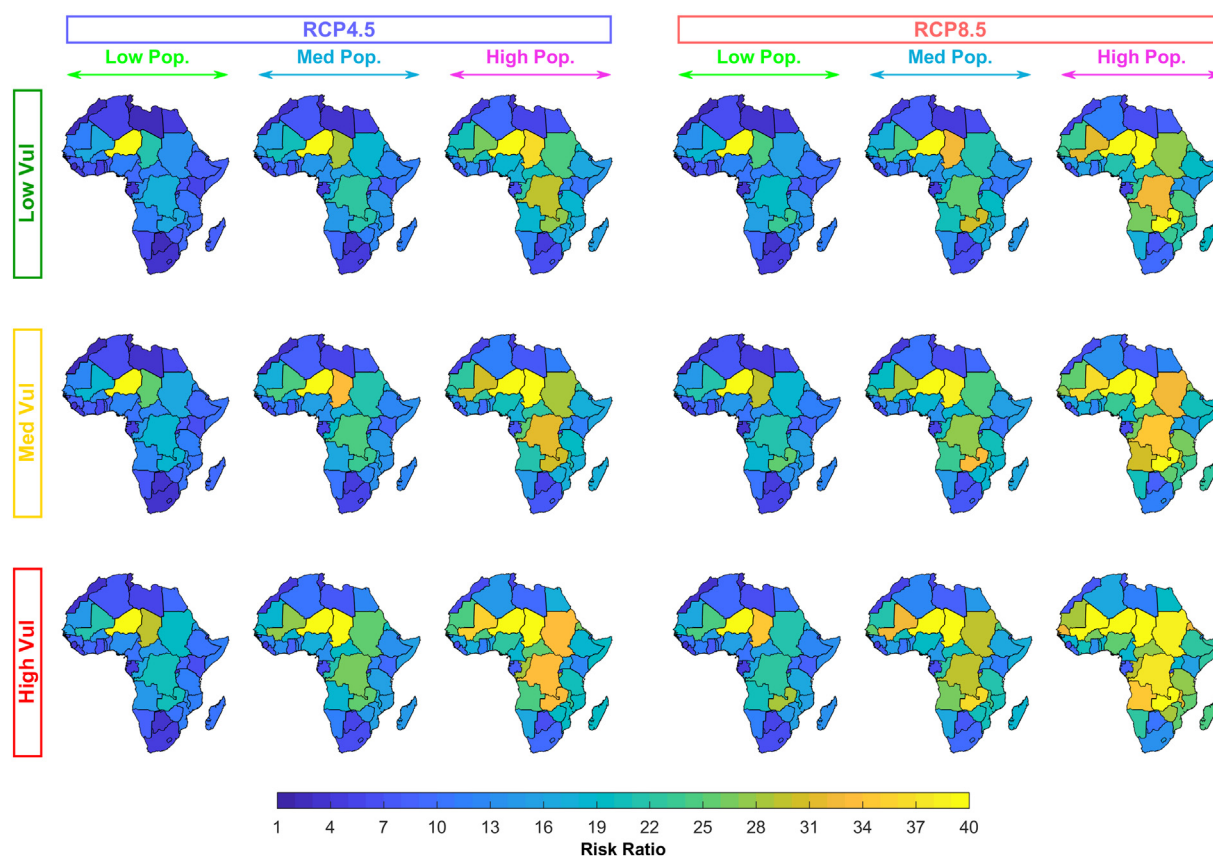 RCP4.5 RCP8.5
Low Pop. Med Pop. High Pop. Low Pop. Med Pop. High Pop.
Low Vul
Med Vul
High Vul
1 4 7 10 13 16 19 22 25 28 31 34 37 40
Risk Ratio